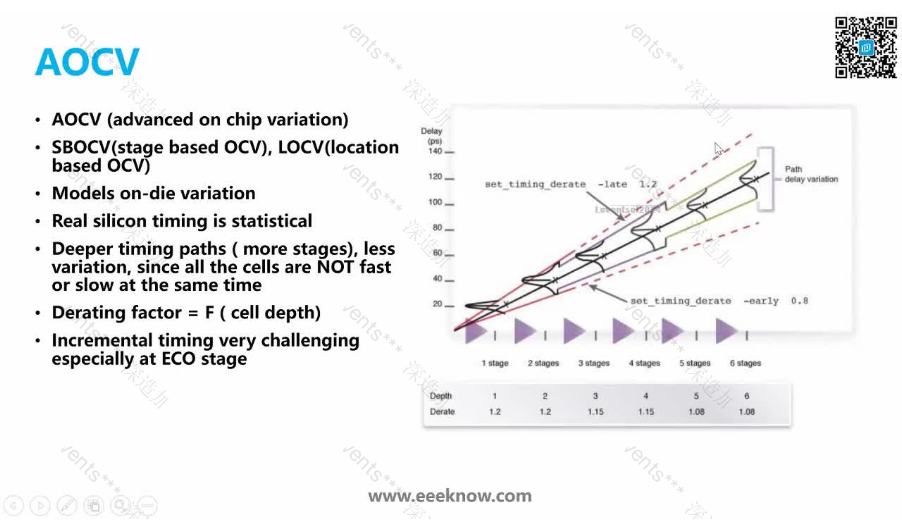 AOCV
• AOCV (advanced on chip variation)
• SBOCV(stage based OCV), LOCV(location
based OCV)
• Models on-die variation
• Real silicon timing is statistical
• Deeper timing paths ( more stages), less
variation, since all the cells are NOT fast
or slow at the same time
• Derating factor = F ( cell depth)
• Incremental timing very challenging
especially at ECO stage
Delay
(ps)
140
120
100
80
60
40
20
set_timing_derate -late 1.2
set_timing_derate -early 0.8
Path
delay variation
1 stage 2 stages 3 stages 4 stages 5 stages 6 stages
Depth 1 2 3 4 5 6
Derate 1.2 1.2 1.15 1.15 1.08 1.08
www.eeeknow.com